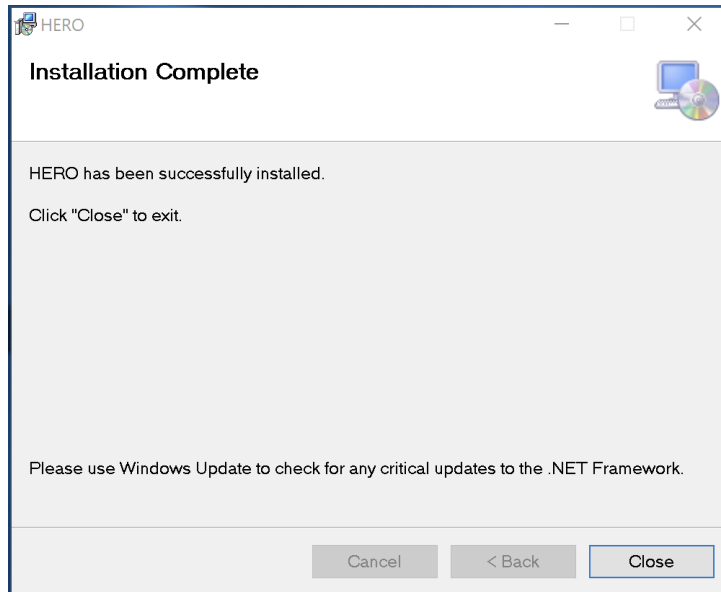 HERO
Installation Complete
HERO has been successfully installed.
Click "Close" to exit.
Please use Windows Update to check for any critical updates to the .NET Framework.
Cancel
< Back
Close